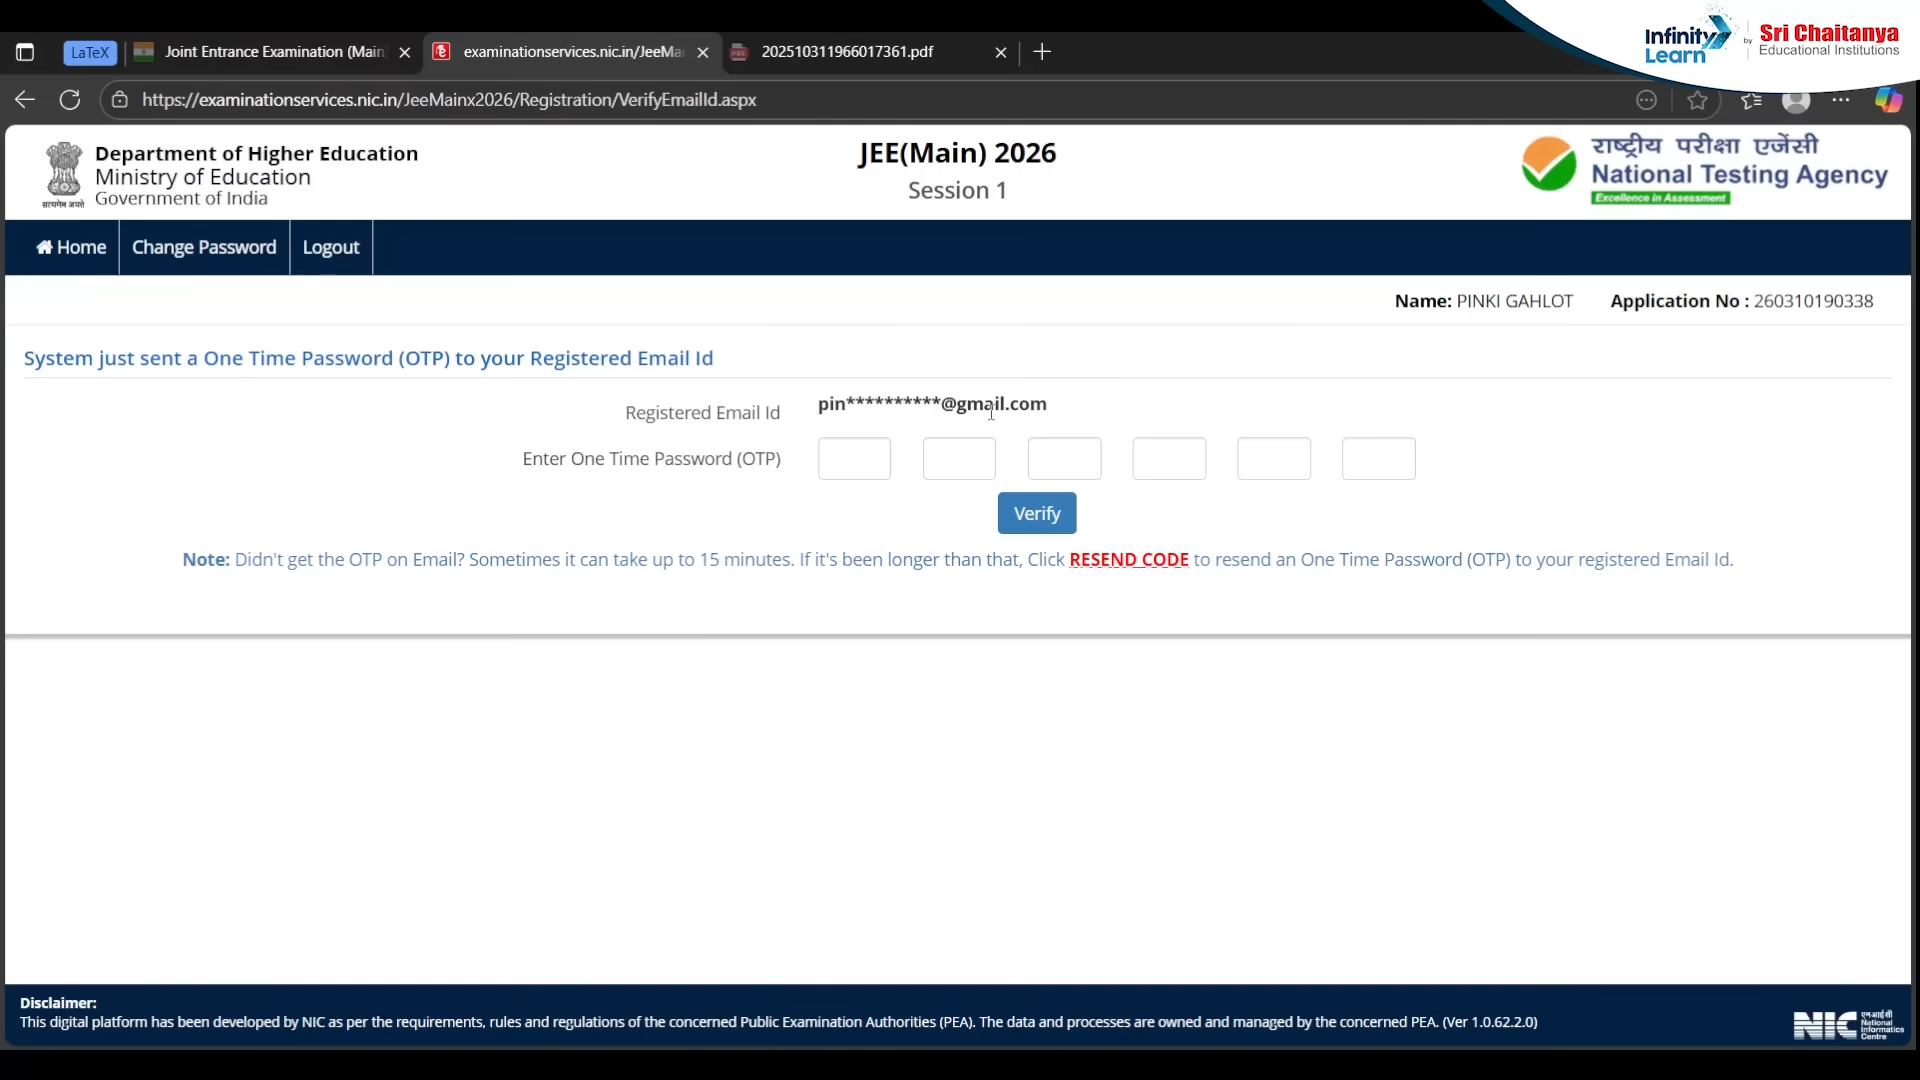 Infinity Learn by Sri Chaitanya Educational Institutions
LaTeX Joint Entrance Examination (Main examinationservices.nic.in/JeeMa 202510311966017361.pdf
https://examinationservices.nic.in/JeeMainx2026/Registration/VerifyEmailId.aspx
Department of Higher Education
Ministry of Education
Government of India
सत्यमेव जयते
JEE(Main) 2026
Session 1
राष्ट्रीय परीक्षा एजेंसी
National Testing Agency
Excellence in Assessment
Home Change Password Logout
Name: PINKI GAHLOT Application No : 260310190338
System just sent a One Time Password (OTP) to your Registered Email Id
Registered Email Id pin**********@gmail.com
Enter One Time Password (OTP)
Verify
Note: Didn't get the OTP on Email? Sometimes it can take up to 15 minutes. If it's been longer than that, Click RESEND CODE to resend an One Time Password (OTP) to your registered Email Id.
Disclaimer:
This digital platform has been developed by NIC as per the requirements, rules and regulations of the concerned Public Examination Authorities (PEA). The data and processes are owned and managed by the concerned PEA. (Ver 1.0.62.2.0)
NIC एनआईसी National Informatics Centre